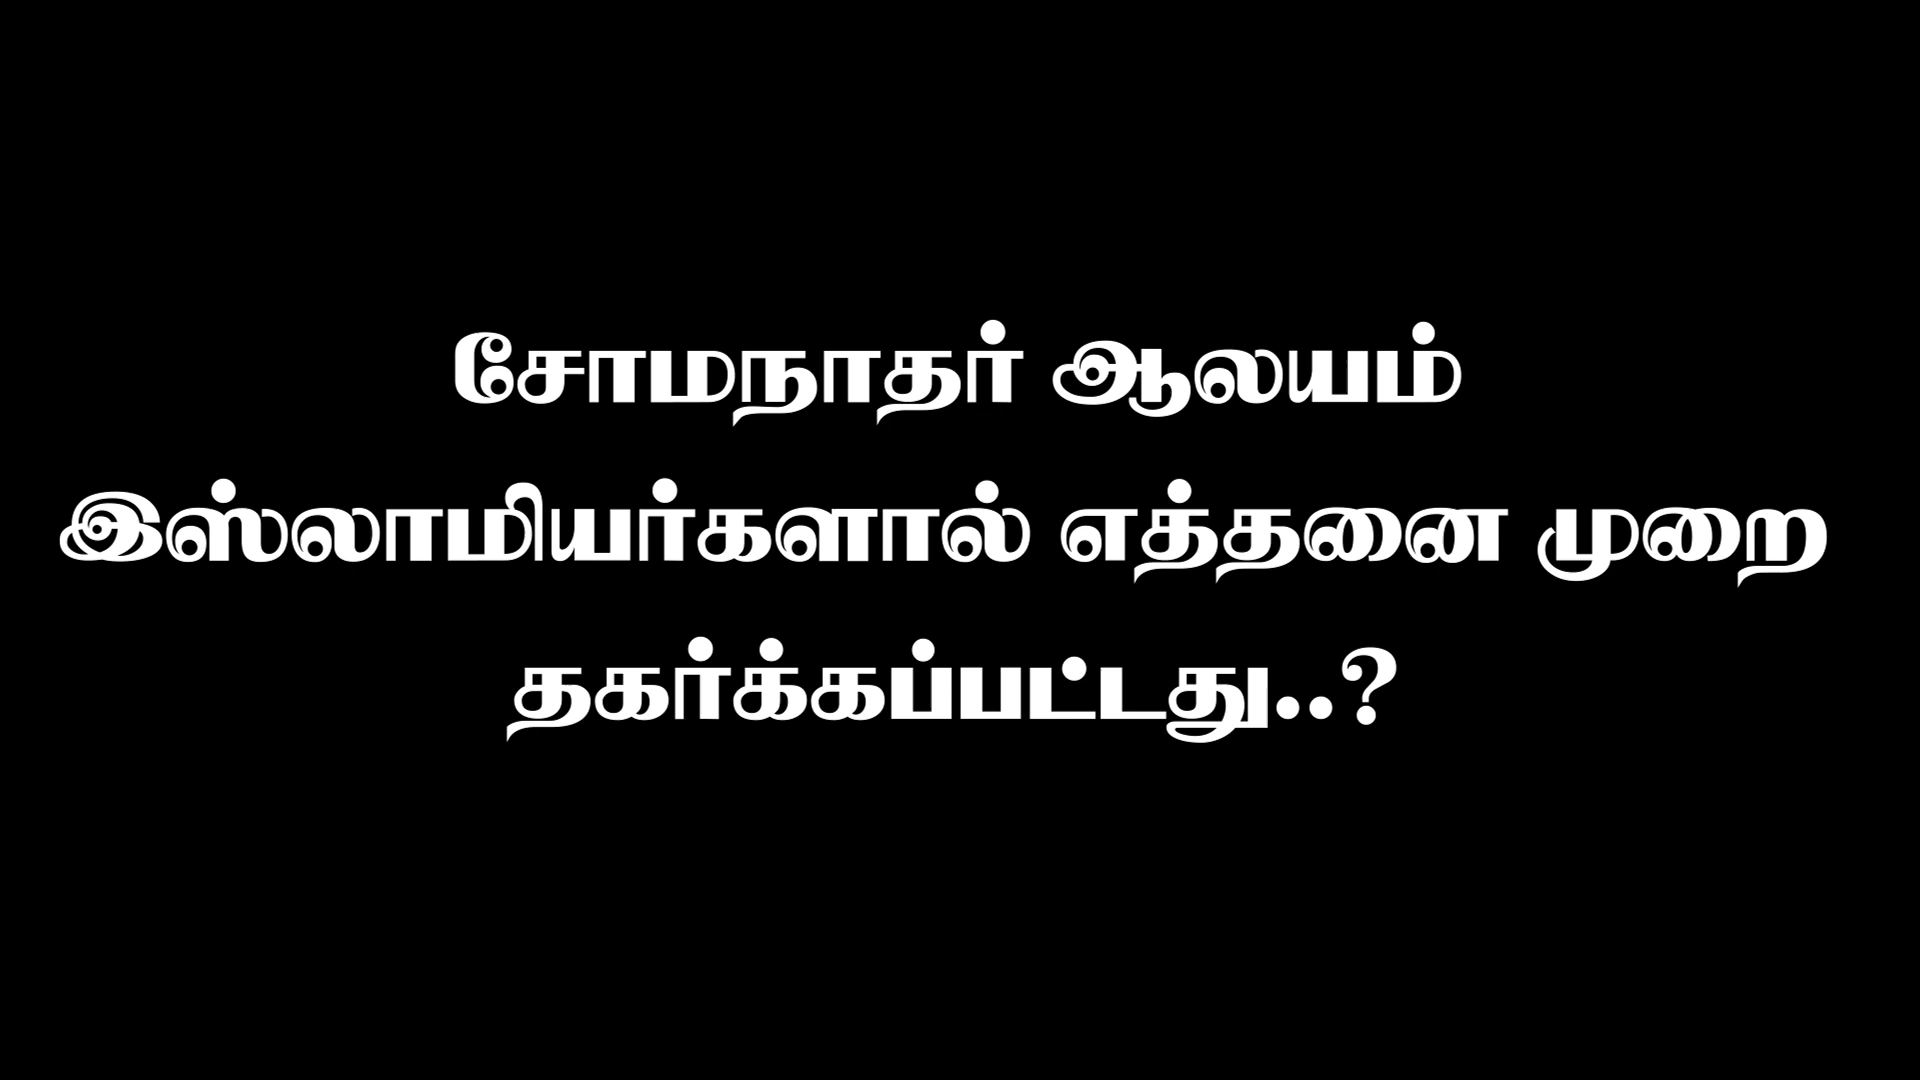 சோமநாதர் ஆலயம்
இஸ்லாமியர்களால் எத்தனை முறை
தகர்க்கப்பட்டது..?